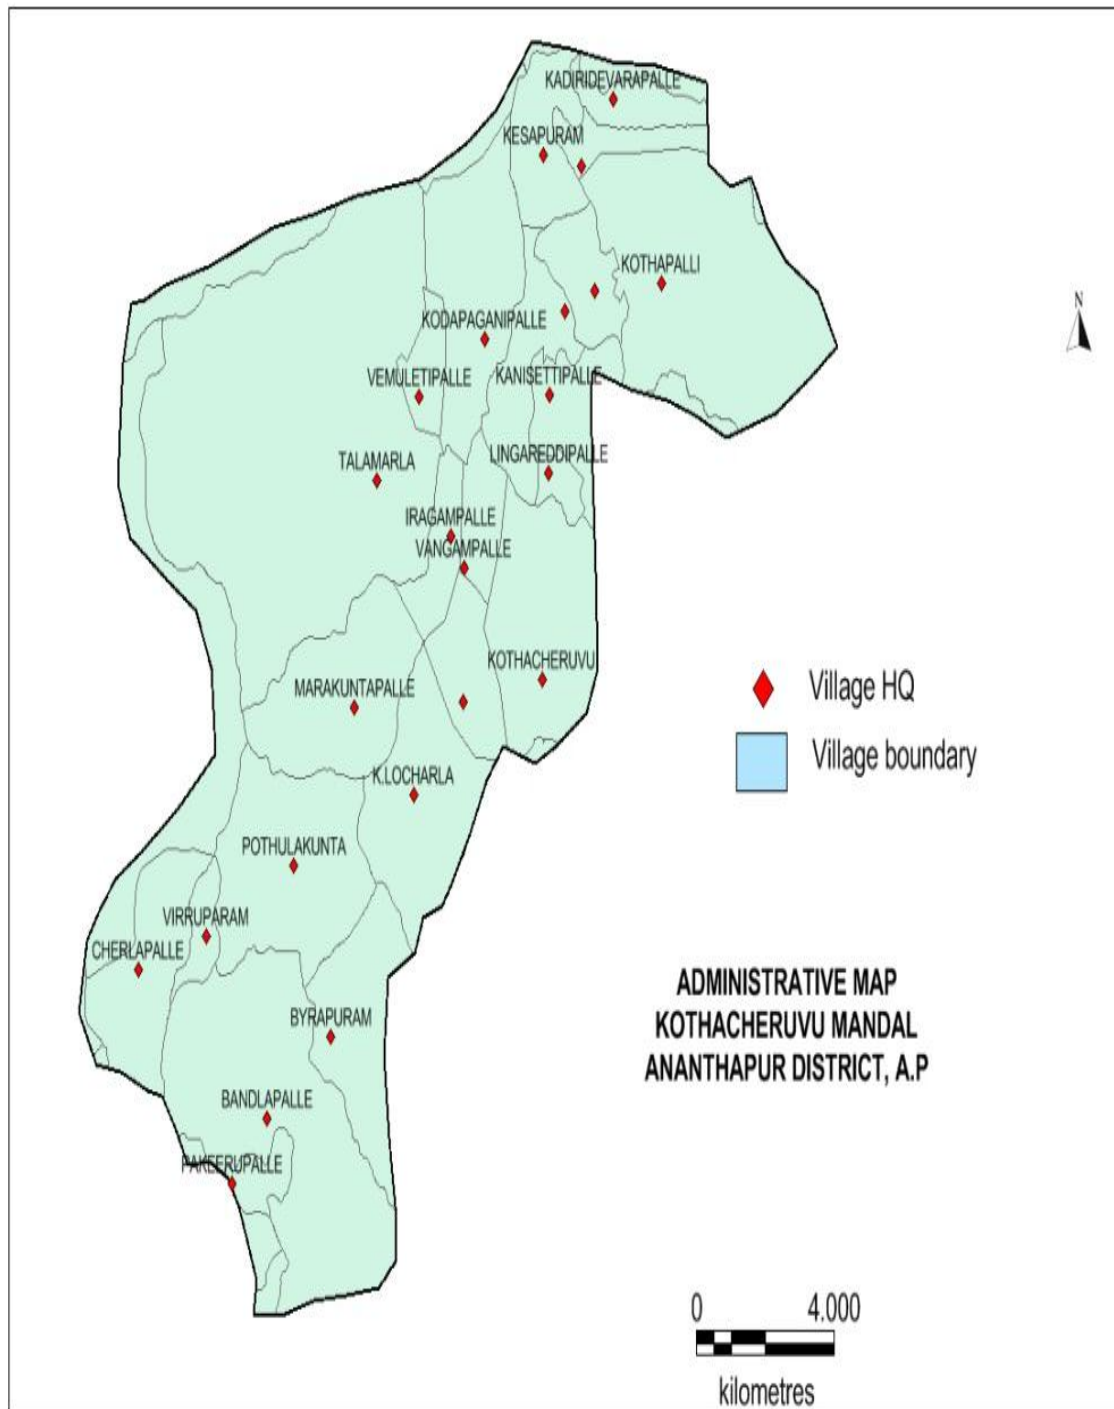 KADIRIDEVARAPALLE
KESAPURAM
KOTHAPALLI
N
KODAPAGANIPALLE
VEMULETIPALLE
KANISETTIPALLE
TALAMARLA
LINGAREDDIPALLE
IRAGAMPALLE
VANGAMPALLE
KOTHACHERUVU
MARAKUNTAPALLE
Village HQ
Village boundary
K.LOCHARLA
POTHULAKUNTA
VIRRUPARAM
CHERLAPALLE
BYRAPURAM
ADMINISTRATIVE MAP
KOTHACHERUVU MANDAL
ANANTHAPUR DISTRICT, A.P
BANDLAPALLE
PAKEERUPALLE
0 4.000
kilometres